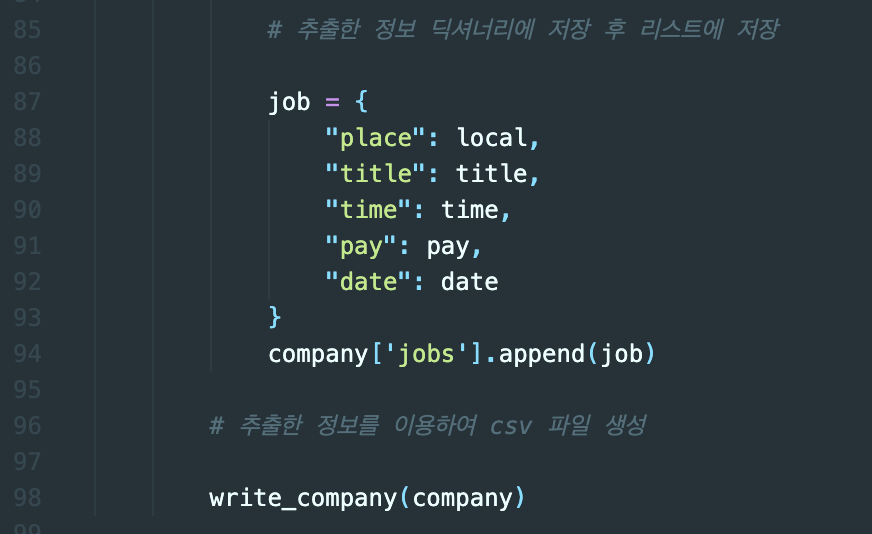 85 # 추출한 정보 딕셔너리에 저장 후 리스트에 저장
86
87 job = {
88 "place": local,
89 "title": title,
90 "time": time,
91 "pay": pay,
92 "date": date
93 }
94 company['jobs'].append(job)
95
96 # 추출한 정보를 이용하여 csv 파일 생성
97
98 write_company(company)